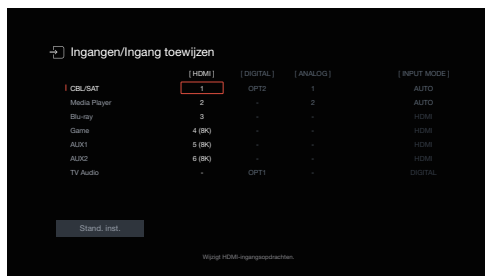 Ingangen/Ingang toewijzen
[ HDMI ] [ DIGITAL ] [ ANALOG ] [ INPUT MODE ]
CBL/SAT 1 OPT2 1 AUTO
Media Player 2 - 2 AUTO
Blu-ray 3 - - HDMI
Game 4 (8K) - - HDMI
AUX1 5 (8K) - - HDMI
AUX2 6 (8K) - - HDMI
TV Audio - OPT1 - DIGITAL
Stand. inst.
Wijzigt HDMI-ingangsopdrachten.